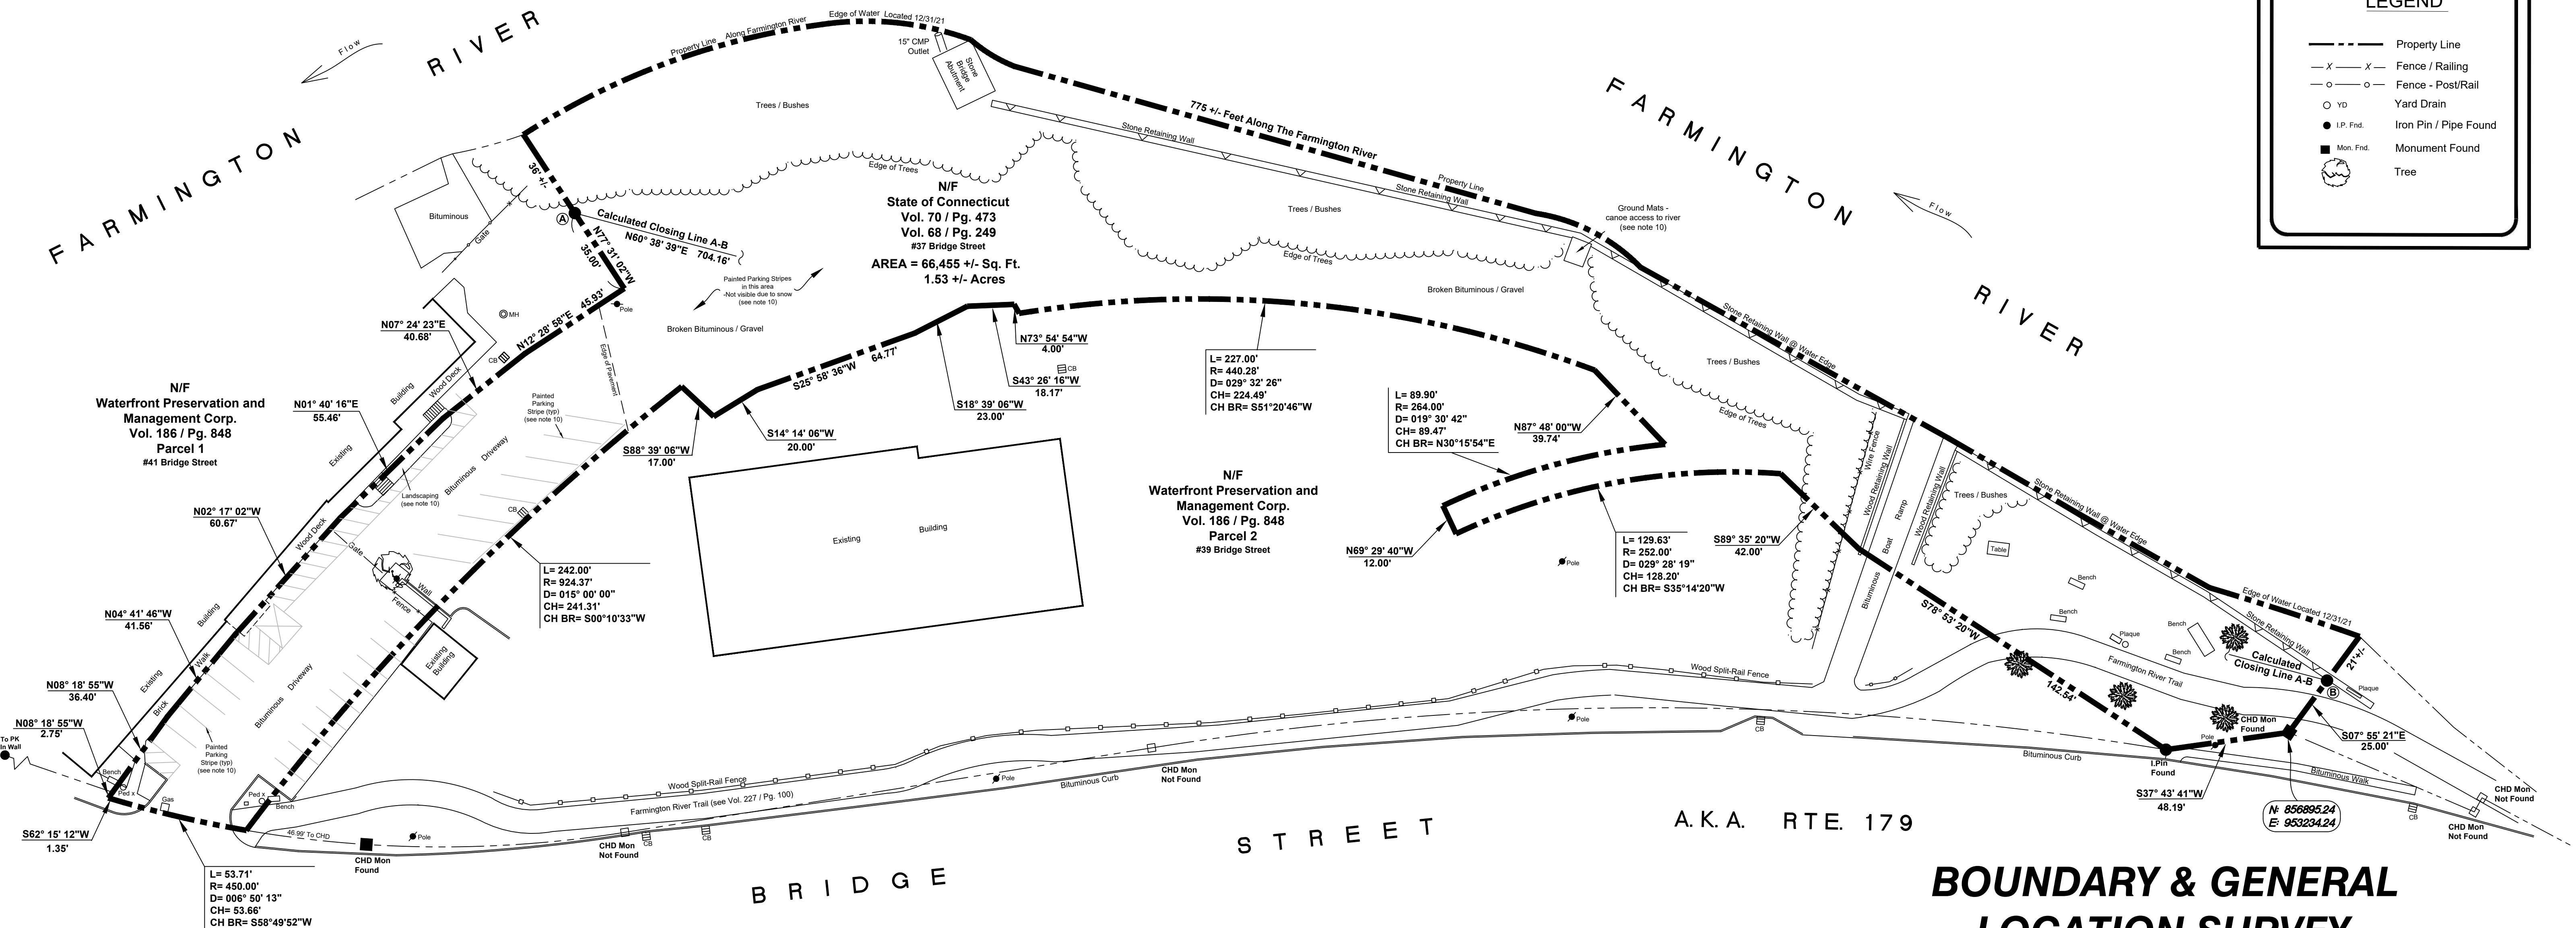 LEGEND
Property Line
X X Fence / Railing
Fence - Post/Rail
YD Yard Drain
I.P. Fnd. Iron Pin / Pipe Found
Mon. Fnd. Monument Found
Tree
FARMINGTON
RIVER
Flow
Property Line Along Farmington River
Edge of Water Located 12/31/21
15" CMP
Outlet
Stone
Bridge
Abutment
Trees / Bushes
775 +/- Feet Along The Farmington River
Stone Retaining Wall
Property Line
Stone Retaining Wall
Edge of Trees
FARMINGTON
RIVER
Flow
Ground Mats -
canoe access to river
(see note 10)
Trees / Bushes
Edge of Trees
Broken Bituminous / Gravel
N/F
State of Connecticut
Vol. 70 / Pg. 473
Vol. 68 / Pg. 249
#37 Bridge Street
AREA = 66,455 +/- Sq. Ft.
1.53 +/- Acres
36' +/-
A
Calculated Closing Line A-B
N60° 38' 39"E 704.16'
N77° 31' 02"W
35.00'
Bituminous
Gate
Painted Parking Stripes
in this area
-Not visible due to snow
(see note 10)
Broken Bituminous / Gravel
Pole
Edge of Pavement
MH
CB
N12° 28' 58"E 45.93'
N07° 24' 23"E
40.68'
Wood Deck
Building
N/F
Waterfront Preservation and
Management Corp.
Vol. 186 / Pg. 848
Parcel 1
#41 Bridge Street
N01° 40' 16"E
55.46'
Existing
Painted
Parking
Stripe (typ)
(see note 10)
Landscaping
(see note 10)
Bituminous Driveway
CB
N02° 17' 02"W
60.67'
Wood Deck
Gate
Wall
Fence
Existing
Building
N04° 41' 46"W
41.56'
Building
Walk
Brick
Existing
Bituminous Driveway
N08° 18' 55"W
36.40'
N08° 18' 55"W
2.75'
To PK
In Wall
Bench
Ped x
Gas
Painted
Parking
Stripe (typ)
(see note 10)
Ped x
Bench
S62° 15' 12"W
1.35'
L= 53.71'
R= 450.00'
D= 006° 50' 13"
CH= 53.66'
CH BR= S58°49'52"W
46.99' To CHD
CHD Mon
Found
Pole
L= 242.00'
R= 924.37'
D= 015° 00' 00"
CH= 241.31'
CH BR= S00°10'33"W
S88° 39' 06"W
17.00'
S14° 14' 06"W
20.00'
S25° 58' 36"W 64.77'
S18° 39' 06"W
23.00'
S43° 26' 16"W
18.17'
N73° 54' 54"W
4.00'
CB
Existing Building
L= 227.00'
R= 440.28'
D= 029° 32' 26"
CH= 224.49'
CH BR= S51°20'46"W
L= 89.90'
R= 264.00'
D= 019° 30' 42"
CH= 89.47'
CH BR= N30°15'54"E
N87° 48' 00"W
39.74'
N/F
Waterfront Preservation and
Management Corp.
Vol. 186 / Pg. 848
Parcel 2
#39 Bridge Street
N69° 29' 40"W
12.00'
Pole
L= 129.63'
R= 252.00'
D= 029° 28' 19"
CH= 128.20'
CH BR= S35°14'20"W
S89° 35' 20"W
42.00'
Stone Retaining Wall @ Water Edge
Trees / Bushes
Edge of Trees
Wire Fence
Wood Retaining Wall
Bituminous Boat Ramp
Wood Retaining Wall
Trees / Bushes
Stone Retaining Wall @ Water Edge
Table
Bench
Bench
Plaque
Bench
Bench
Edge of Water Located 12/31/21
Stone Retaining Wall
21'+/-
Calculated
Closing Line A-B
B
Plaque
S78° 53' 20"W
142.54'
Farmington River Trail
CHD Mon
Found
Pole
S07° 55' 21"E
25.00'
I.Pin
Found
S37° 43' 41"W
48.19'
N: 856895.24
E: 953234.24
Bituminous Walk
CHD Mon
Not Found
CB
CHD Mon
Not Found
Wood Split-Rail Fence
Farmington River Trail (see Vol. 227 / Pg. 100)
CHD Mon
Not Found
CB
CB
Pole
Bituminous Curb
CHD Mon
Not Found
Wood Split-Rail Fence
Pole
CB
Bituminous Curb
BRIDGE STREET
A.K.A. RTE. 179
BOUNDARY & GENERAL
LOCATION SURVEY